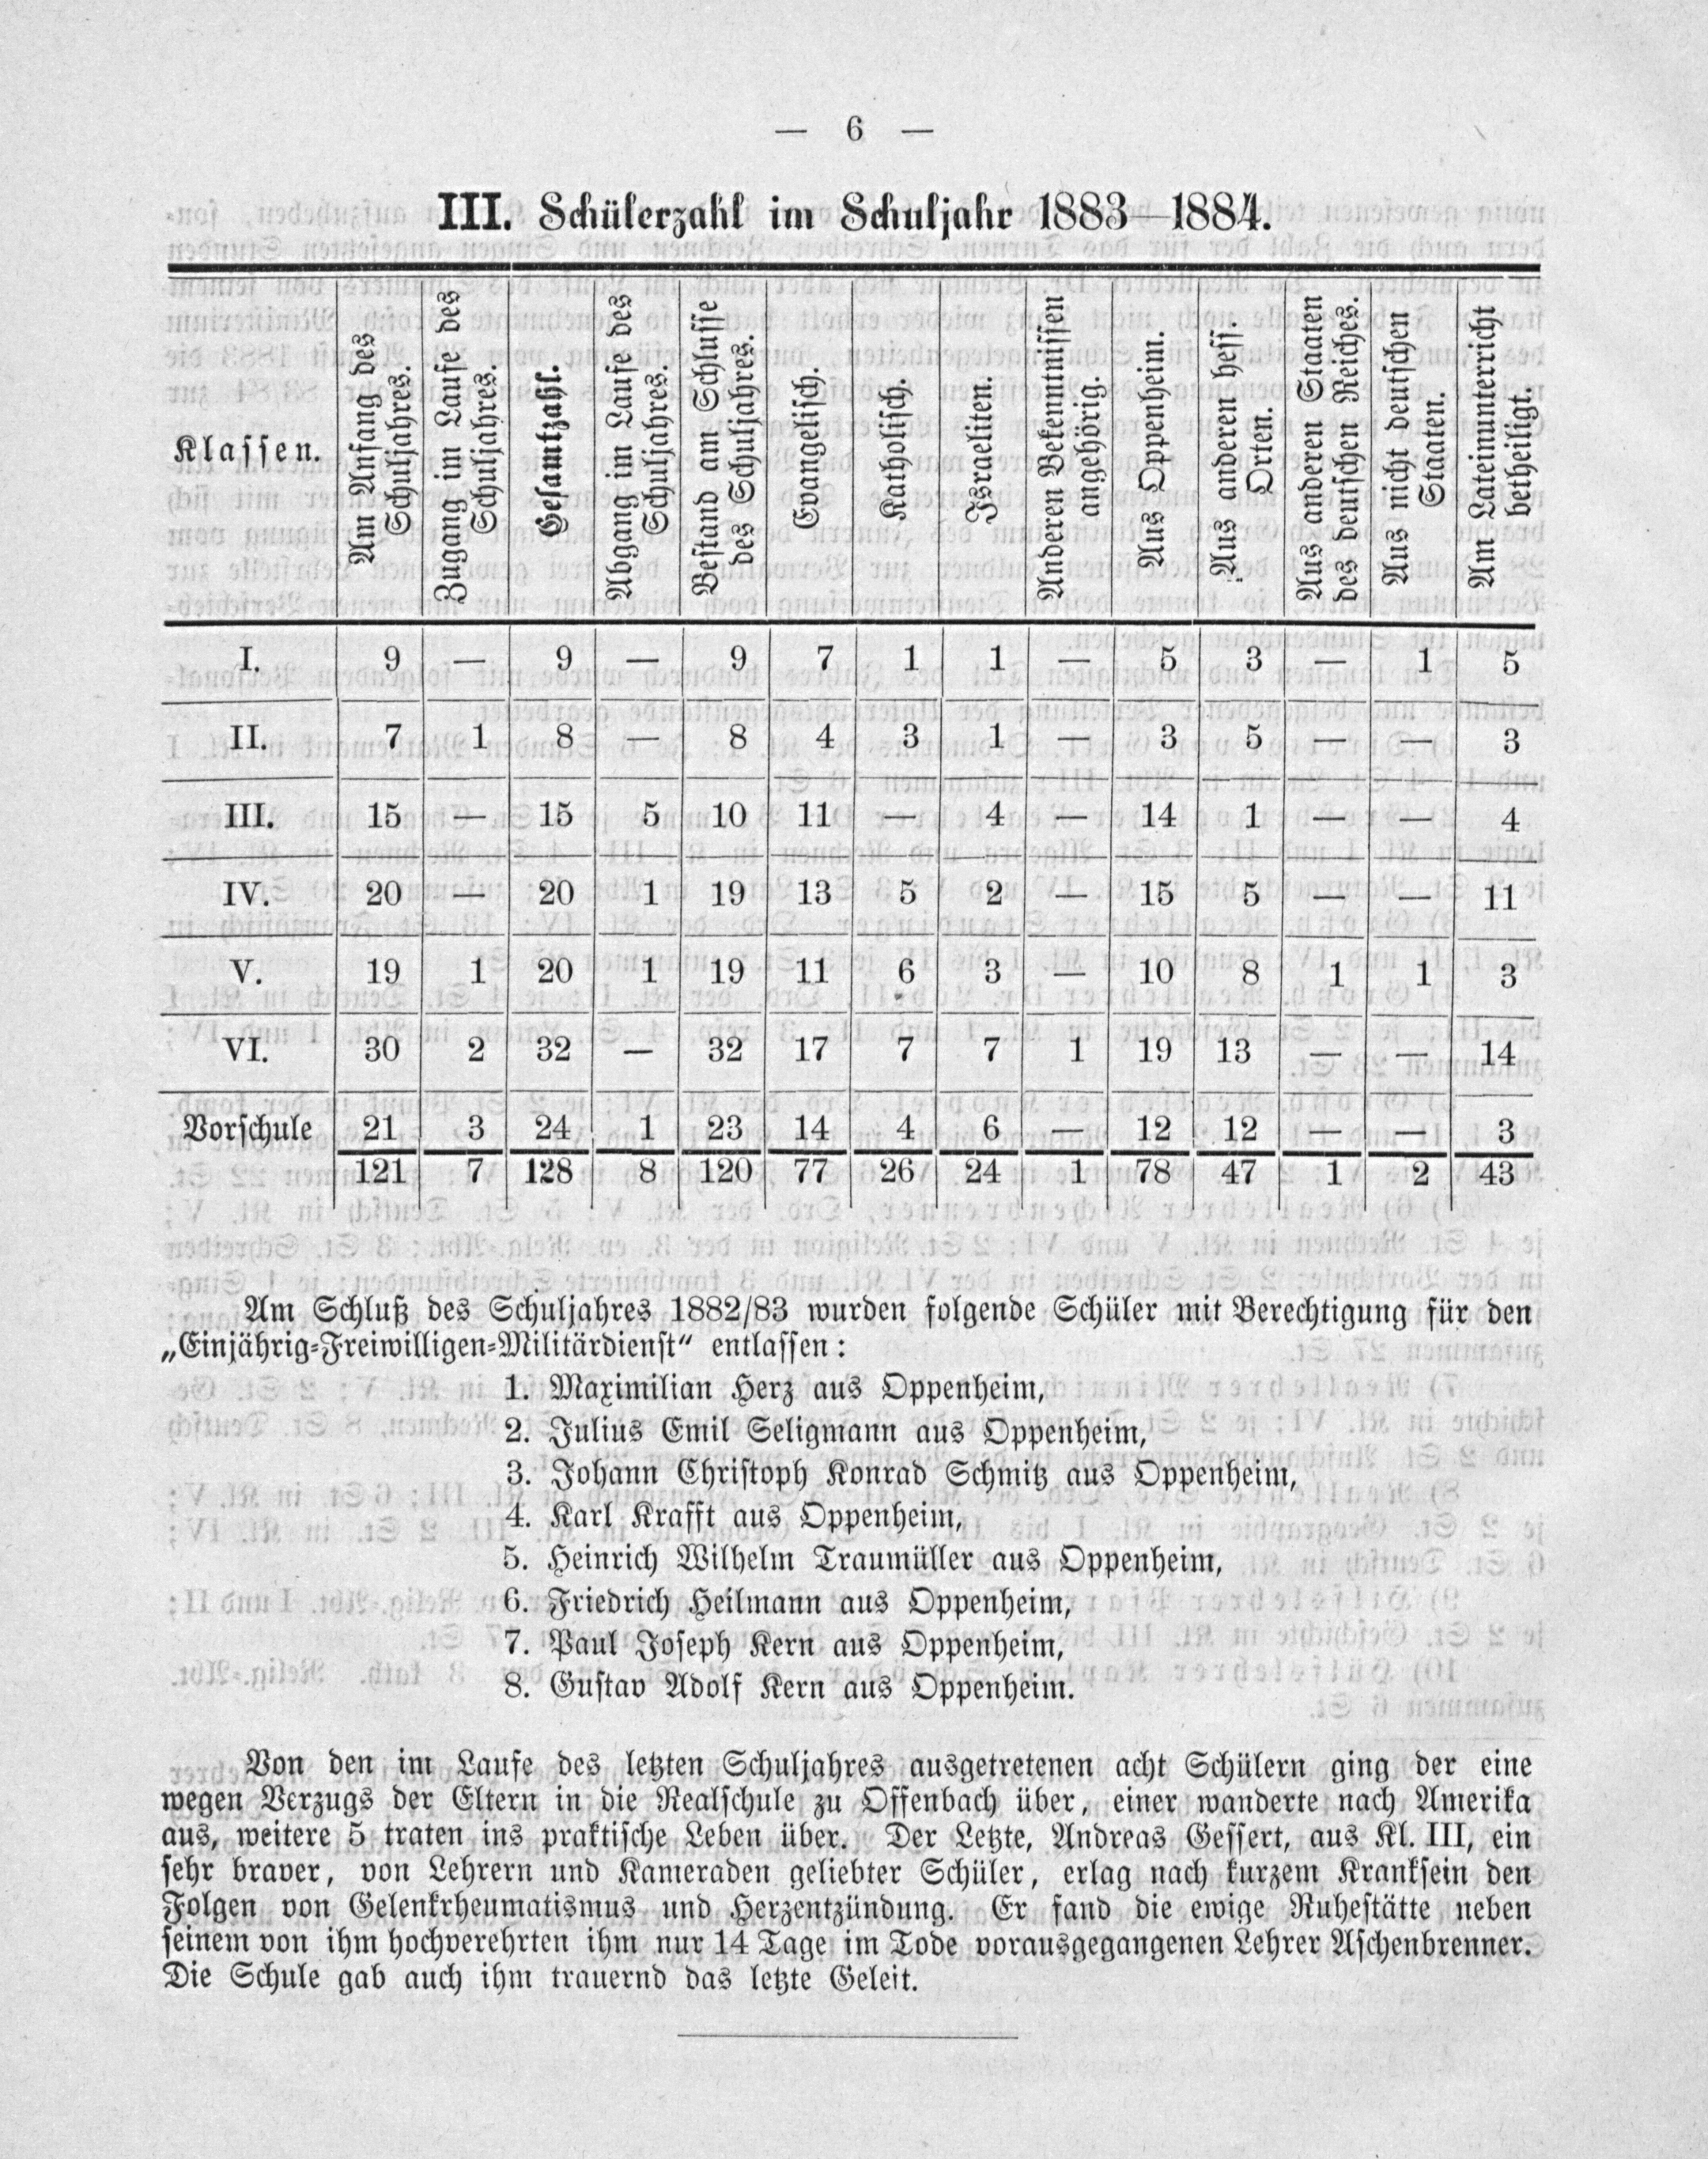 — 6 —
III. Schülerzahl im Schuljahr 1883—1884.
Klassen. | Am Anfang des Schuljahres. | Zugang im Laufe des Schuljahres. | Gesamtzahl. | Abgang im Laufe des Schuljahres. | Bestand am Schlusse des Schuljahres. | Evangelisch. | Katholisch. | Israeliten. | Anderen Bekenntnissen angehörig. | Aus Oppenheim. | Aus anderen hess. Orten. | Aus anderen Staaten des deutschen Reiches. | Aus nicht deutschen Staaten. | Am Lateinunterricht betheiligt.
I. 9 — 9 — 9 7 1 1 — 5 3 — 1 5
II. 7 1 8 — 8 4 3 1 — 3 5 — — 3
III. 15 — 15 5 10 11 — 4 — 14 1 — — 4
IV. 20 — 20 1 19 13 5 2 — 15 5 — — 11
V. 19 1 20 1 19 11 6 3 — 10 8 1 1 3
VI. 30 2 32 — 32 17 7 7 1 19 13 — — 14
Vorschule 21 3 24 1 23 14 4 6 — 12 12 — — 3
121 7 128 8 120 77 26 24 1 78 47 1 2 43
Am Schluß des Schuljahres 1882/83 wurden folgende Schüler mit Berechtigung für den
„Einjährig-Freiwilligen-Militärdienst“ entlassen:
1. Maximilian Herz aus Oppenheim,
2. Julius Emil Seligmann aus Oppenheim,
3. Johann Christoph Konrad Schmitz aus Oppenheim,
4. Karl Krafft aus Oppenheim,
5. Heinrich Wilhelm Traumüller aus Oppenheim,
6. Friedrich Heilmann aus Oppenheim,
7. Paul Joseph Kern aus Oppenheim,
8. Gustav Adolf Kern aus Oppenheim.
Von den im Laufe des letzten Schuljahres ausgetretenen acht Schülern ging der eine
wegen Verzugs der Eltern in die Realschule zu Offenbach über, einer wanderte nach Amerika
aus, weitere 5 traten ins praktische Leben über. Der Letzte, Andreas Gessert, aus Kl. III, ein
sehr braver, von Lehrern und Kameraden geliebter Schüler, erlag nach kurzem Kranksein den
Folgen von Gelenkrheumatismus und Herzentzündung. Er fand die ewige Ruhestätte neben
seinem von ihm hochverehrten ihm nur 14 Tage im Tode vorausgegangenen Lehrer Aschenbrenner.
Die Schule gab auch ihm trauernd das letzte Geleit.